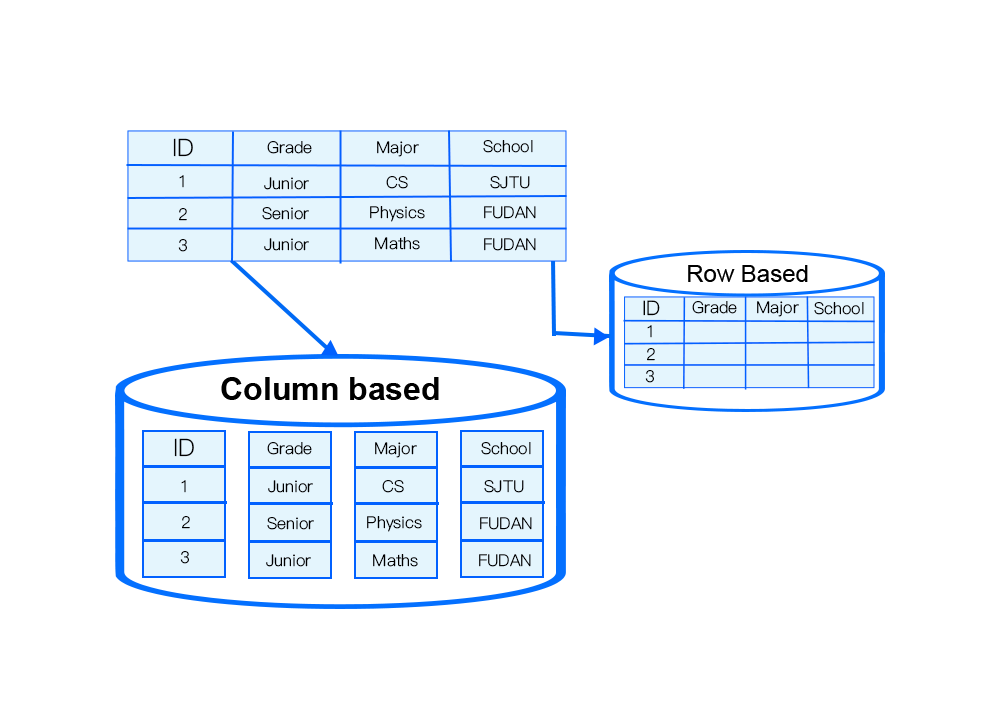 ID Grade Major School
1 Junior CS SJTU
2 Senior Physics FUDAN
3 Junior Maths FUDAN
Row Based
ID Grade Major School
1
2
3
Column based
ID Grade Major School
1 Junior CS SJTU
2 Senior Physics FUDAN
3 Junior Maths FUDAN